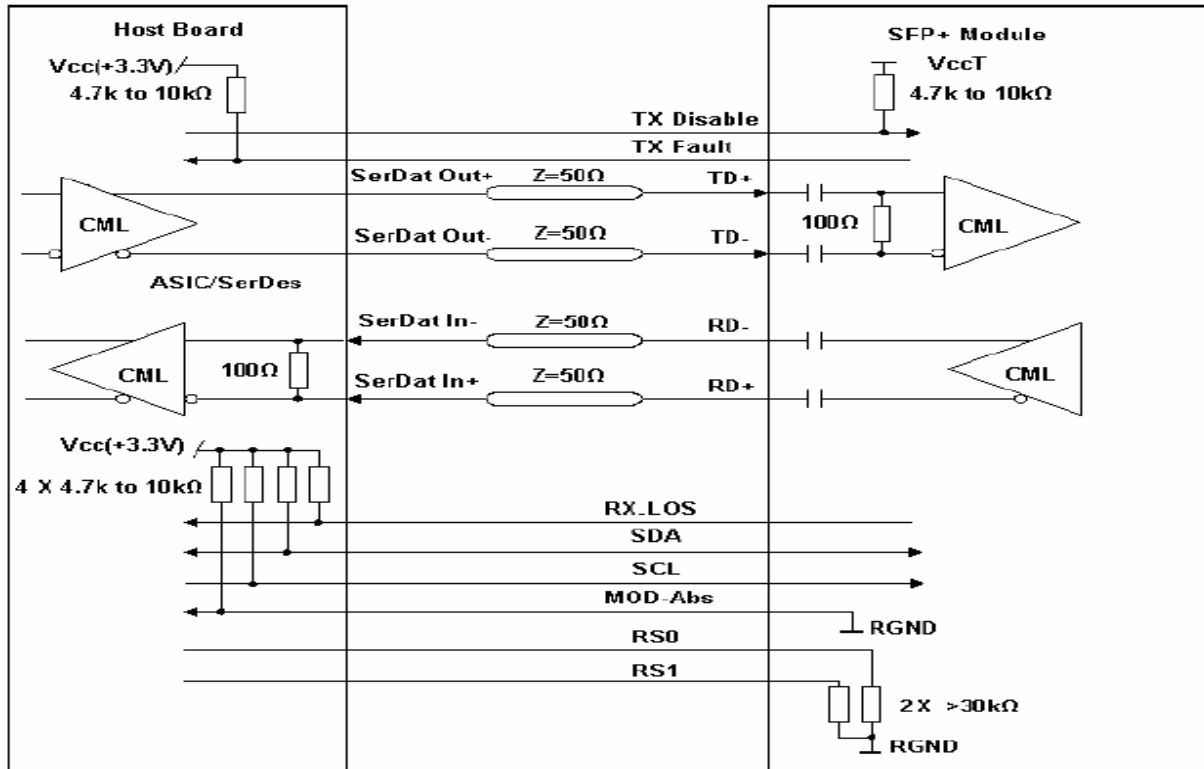 Host Board
SFP+ Module
Vcc(+3.3V)
VccT
4.7k to 10kΩ
4.7k to 10kΩ
TX Disable
TX Fault
SerDat Out+
Z=50Ω
TD+
CML
100Ω
CML
SerDat Out-
Z=50Ω
TD-
ASIC/SerDes
SerDat In-
Z=50Ω
RD-
CML
100Ω
SerDat In+
Z=50Ω
RD+
CML
Vcc(+3.3V)
4 X 4.7k to 10kΩ
RX_LOS
SDA
SCL
MOD-Abs
RGND
RS0
RS1
2X >30kΩ
RGND